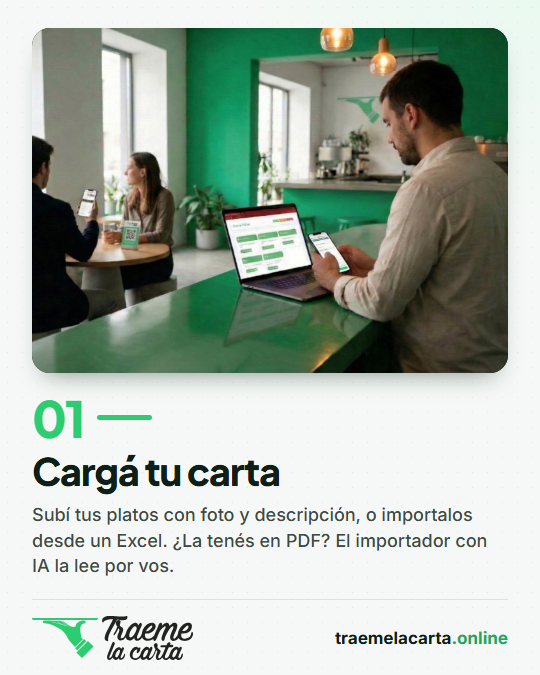 01
Cargá tu carta
Subí tus platos con foto y descripción, o importalos
desde un Excel. ¿La tenés en PDF? El importador con
IA la lee por vos.
Traeme
la carta
traemelacarta.online